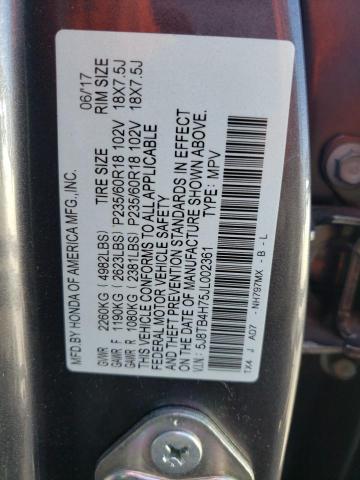 MFD.BY HONDA OF AMERICA MFG.,INC. 06/17
TIRE SIZE RIM SIZE
GVWR 2260KG (4982LBS)
GAWR F 1190KG (2623LBS) P235/60R18 102V 18X7.5J
GAWR R 1080KG (2381LBS) P235/60R18 102V 18X7.5J
THIS VEHICLE CONFORMS TO ALL APPLICABLE
FEDERAL MOTOR VEHICLE SAFETY
AND THEFT PREVENTION STANDARDS IN EFFECT
ON THE DATE OF MANUFACTURE SHOWN ABOVE.
V I N : 5J8TB4H75JL002361 TYPE : MPV
TX4 J A07 - NH797MX - B - L